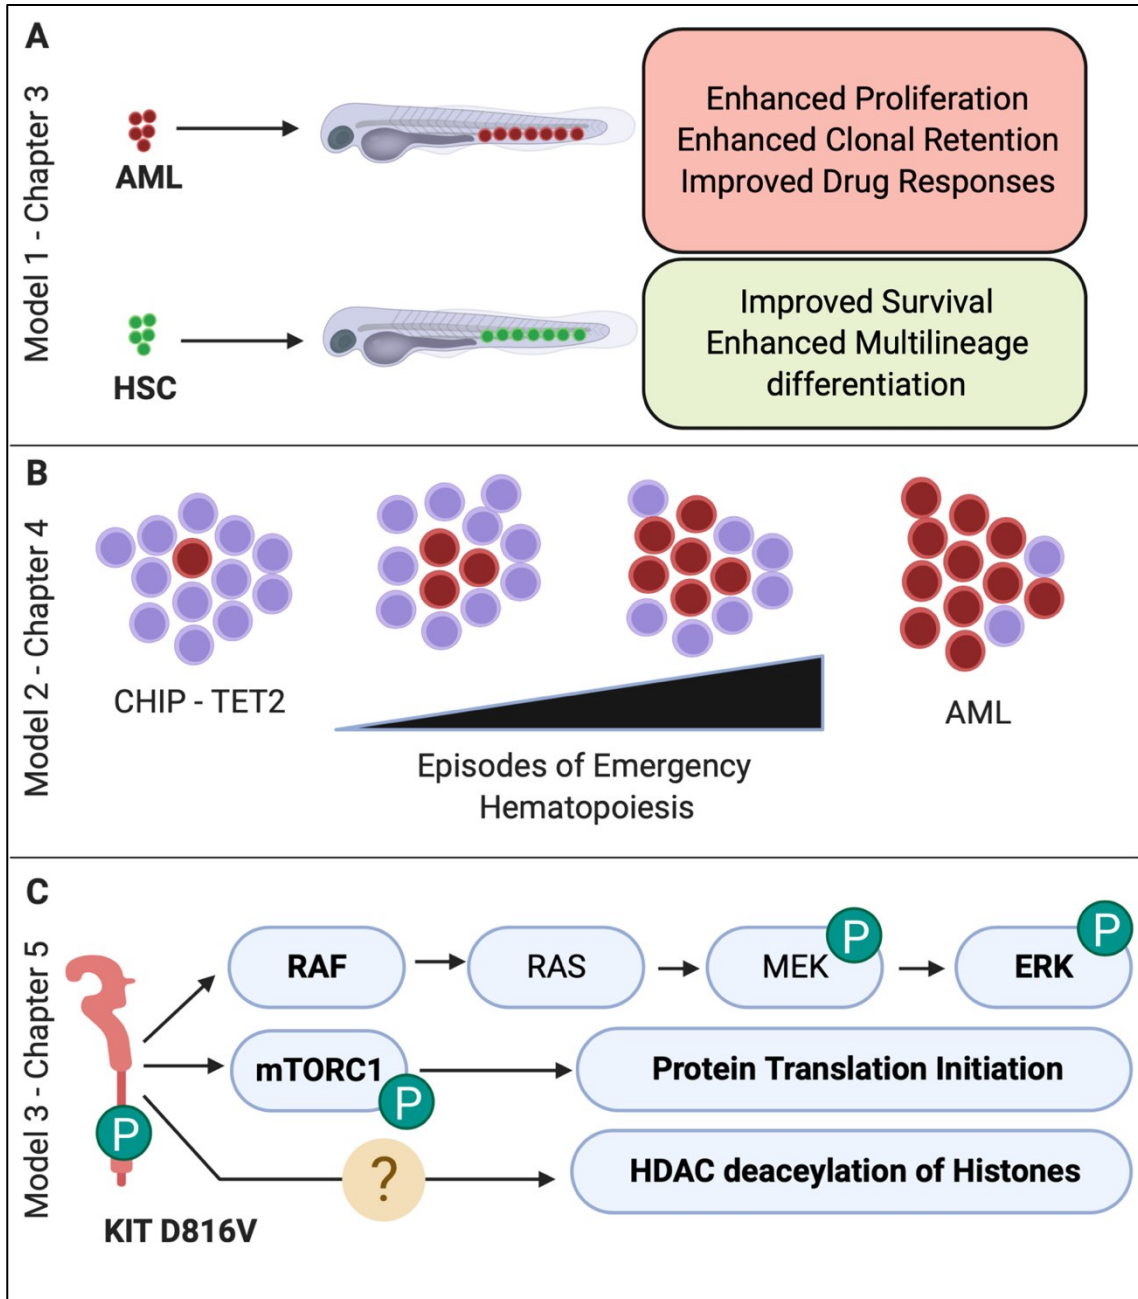 A
Model 1 - Chapter 3
AML
Enhanced Proliferation
Enhanced Clonal Retention
Improved Drug Responses
HSC
Improved Survival
Enhanced Multilineage
differentiation
B
Model 2 - Chapter 4
CHIP - TET2
Episodes of Emergency
Hematopoiesis
AML
C
Model 3 - Chapter 5
RAF
RAS
MEK
P
ERK
P
mTORC1
P
Protein Translation Initiation
P
?
HDAC deaceylation of Histones
KIT D816V